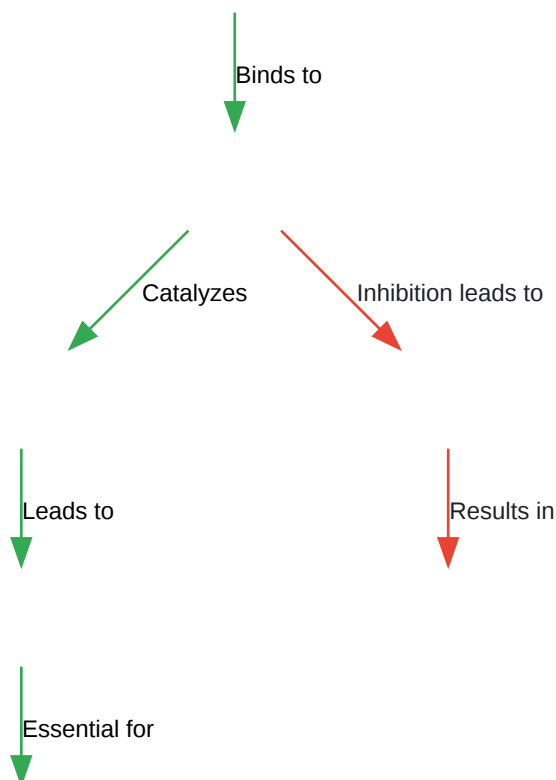 Binds to
Catalyzes
Inhibition leads to
Leads to
Results in
Essential for